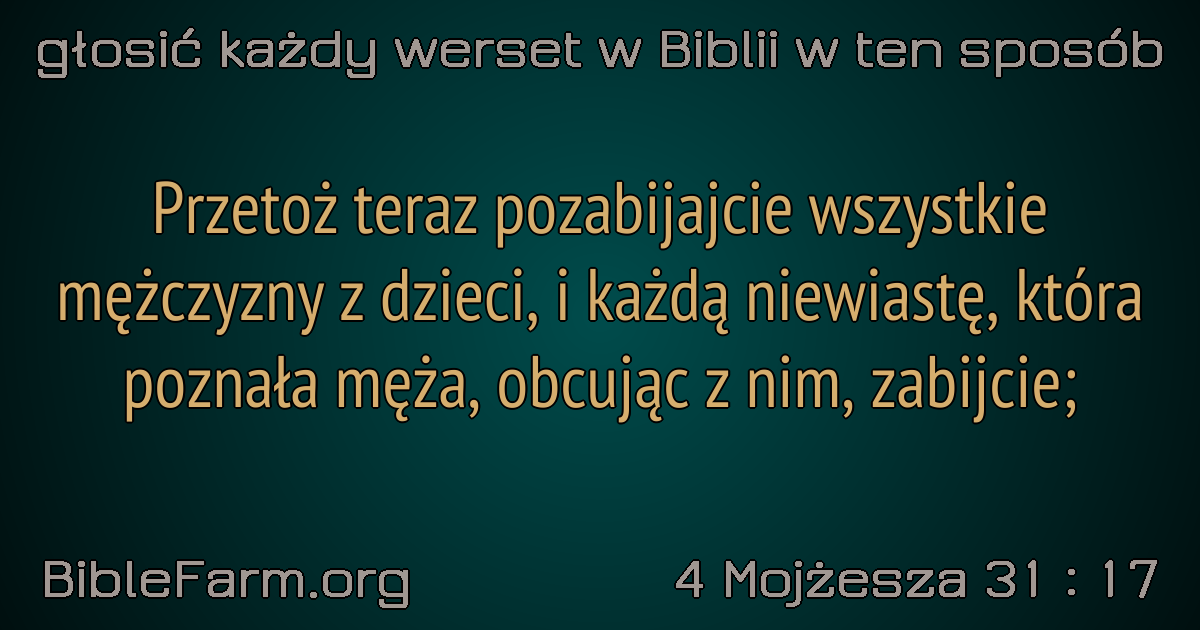 głosić każdy werset w Biblii w ten sposób
Przetoż teraz pozabijajcie wszystkie
mężczyzny z dzieci, i każdą niewiastę, która
poznała męża, obcując z nim, zabijcie;
BibleFarm.org
4 Mojżesza 31 : 17